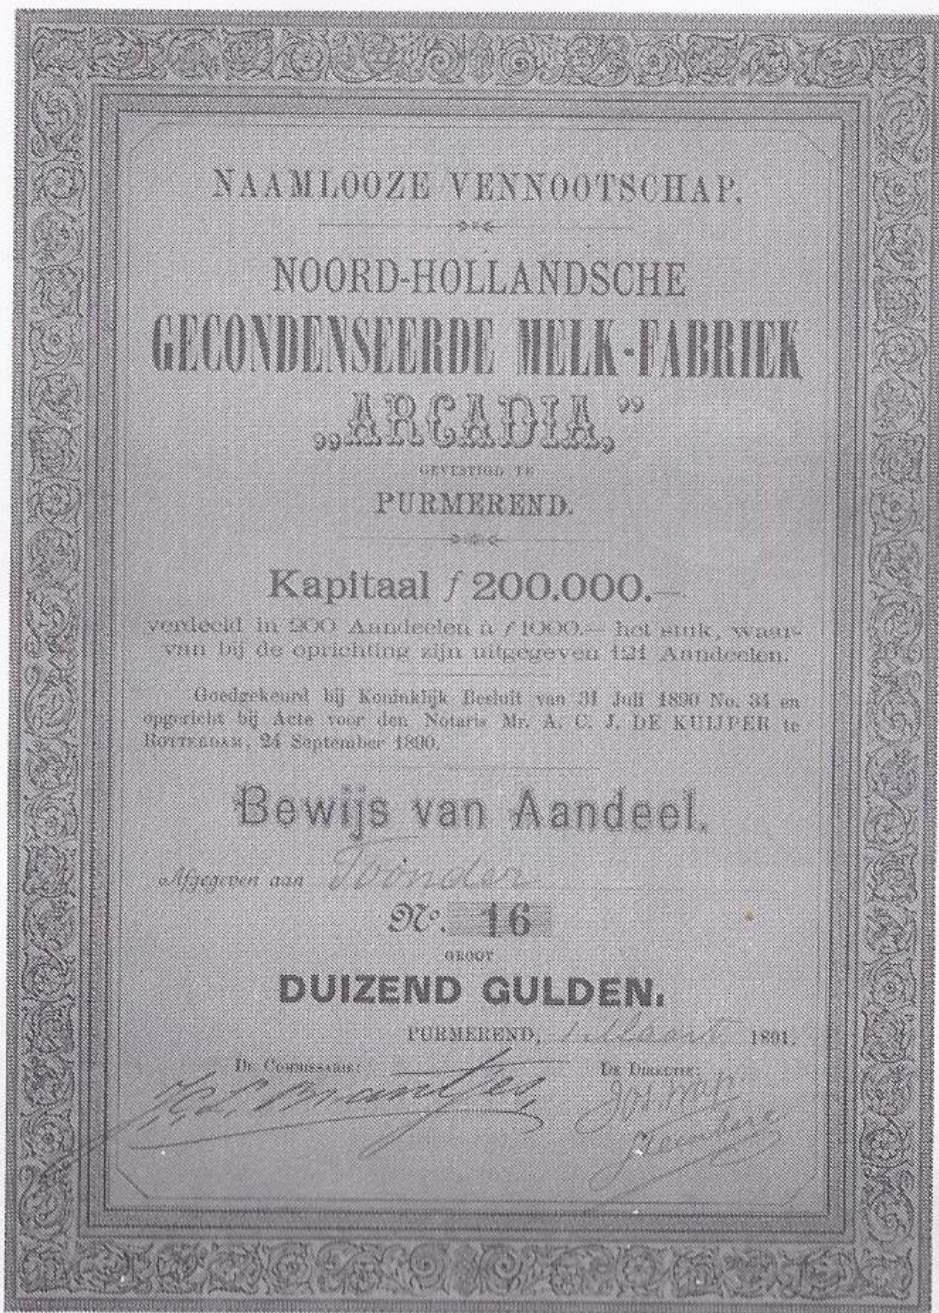 NAAMLOOZE VENNOOTSCHAP.
NOORD-HOLLANDSCHE
GECONDENSEERDE MELK-FABRIEK
„ARCADIA,”
GEVESTIGD TE
PURMEREND.
Kapitaal ƒ 200.000.—
verdeeld in 200 Aandeelen à ƒ 1000.— het stuk, waar-
van bij de oprichting zijn uitgegeven 121 Aandeelen.
Goedgekeurd bij Koninklijk Besluit van 31 Juli 1890 No. 34 en
opgericht bij Acte voor den Notaris Mr. A. C. J. DE KUIJPER te
ROTTERDAM, 24 September 1890.
Bewijs van Aandeel.
Afgegeven aan Toonder
No. 16
GROOT
DUIZEND GULDEN.
PURMEREND, 1 Maart 1891.
DE COMMISSARIS: DE DIRECTIE:
Brantjes